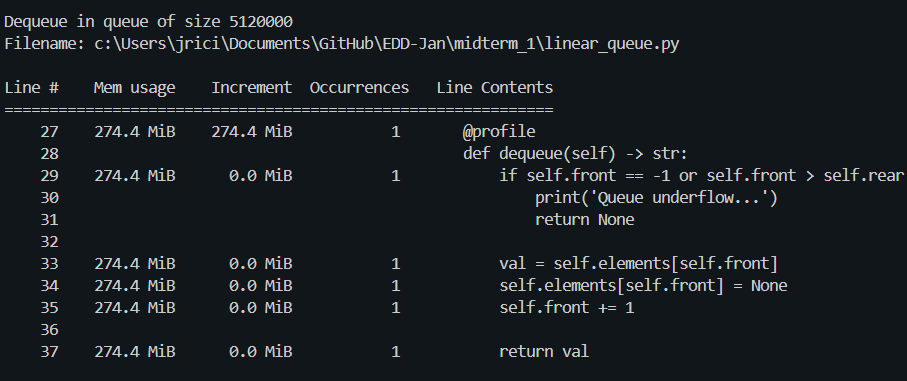 Dequeue in queue of size 5120000
Filename: c:\Users\jrici\Documents\GitHub\EDD-Jan\midterm_1\linear_queue.py

Line #    Mem usage    Increment  Occurrences   Line Contents
=============================================================
    27    274.4 MiB    274.4 MiB           1       @profile
    28                                             def dequeue(self) -> str:
    29    274.4 MiB      0.0 MiB           1           if self.front == -1 or self.front > self.rear
    30                                                     print('Queue underflow...')
    31                                                     return None
    32
    33    274.4 MiB      0.0 MiB           1           val = self.elements[self.front]
    34    274.4 MiB      0.0 MiB           1           self.elements[self.front] = None
    35    274.4 MiB      0.0 MiB           1           self.front += 1
    36
    37    274.4 MiB      0.0 MiB           1           return val